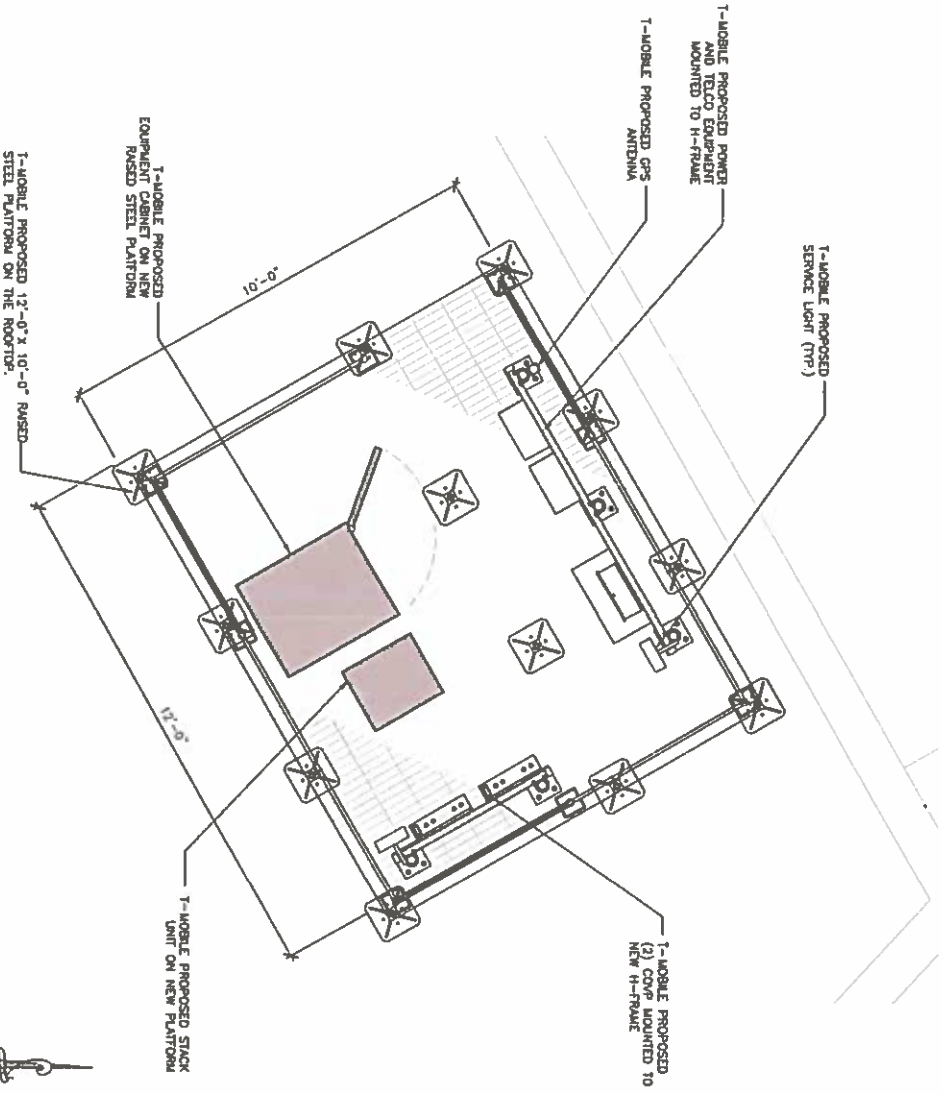 T-MOBILE PROPOSED POWER
AND TELCO EQUIPMENT
MOUNTED TO H-FRAME
T-MOBILE PROPOSED GPS
ANTENNA
T-MOBILE PROPOSED
SERVICE LIGHT (TYP.)
10'-0"
T-MOBILE PROPOSED
EQUIPMENT CABINET ON NEW
RAISED STEEL PLATFORM
T-MOBILE PROPOSED 12'-0"X 10'-0" RAISED
STEEL PLATFORM ON THE ROOFTOP.
12'-0"
T-MOBILE PROPOSED STACK
UNIT ON NEW PLATFORM
T-MOBILE PROPOSED
(2) COVP MOUNTED TO
NEW H-FRAME